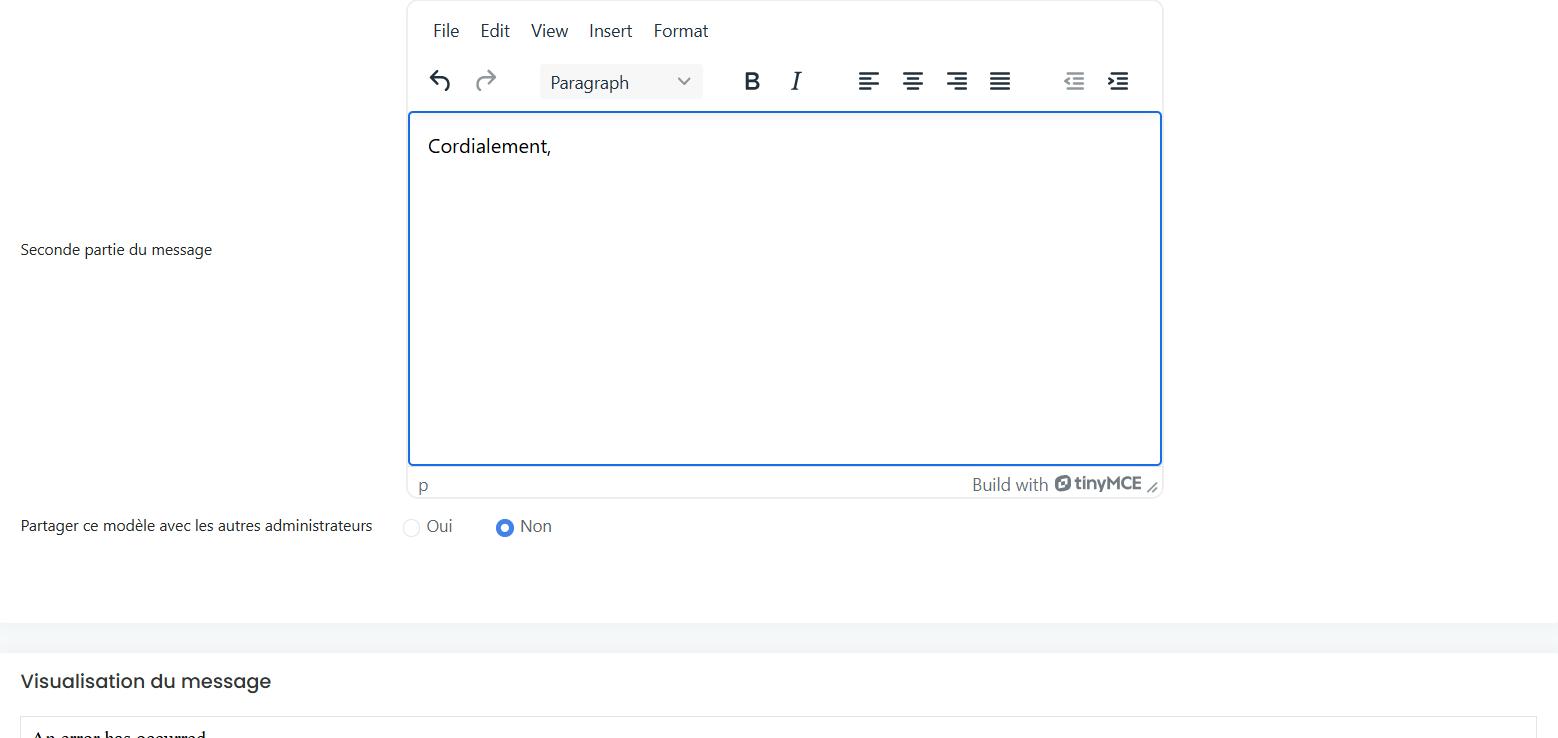 File Edit View Insert Format
Paragraph B I
Cordialement,
Seconde partie du message
p Build with tinyMCE
Partager ce modèle avec les autres administrateurs Oui Non
Visualisation du message
An error has occurred